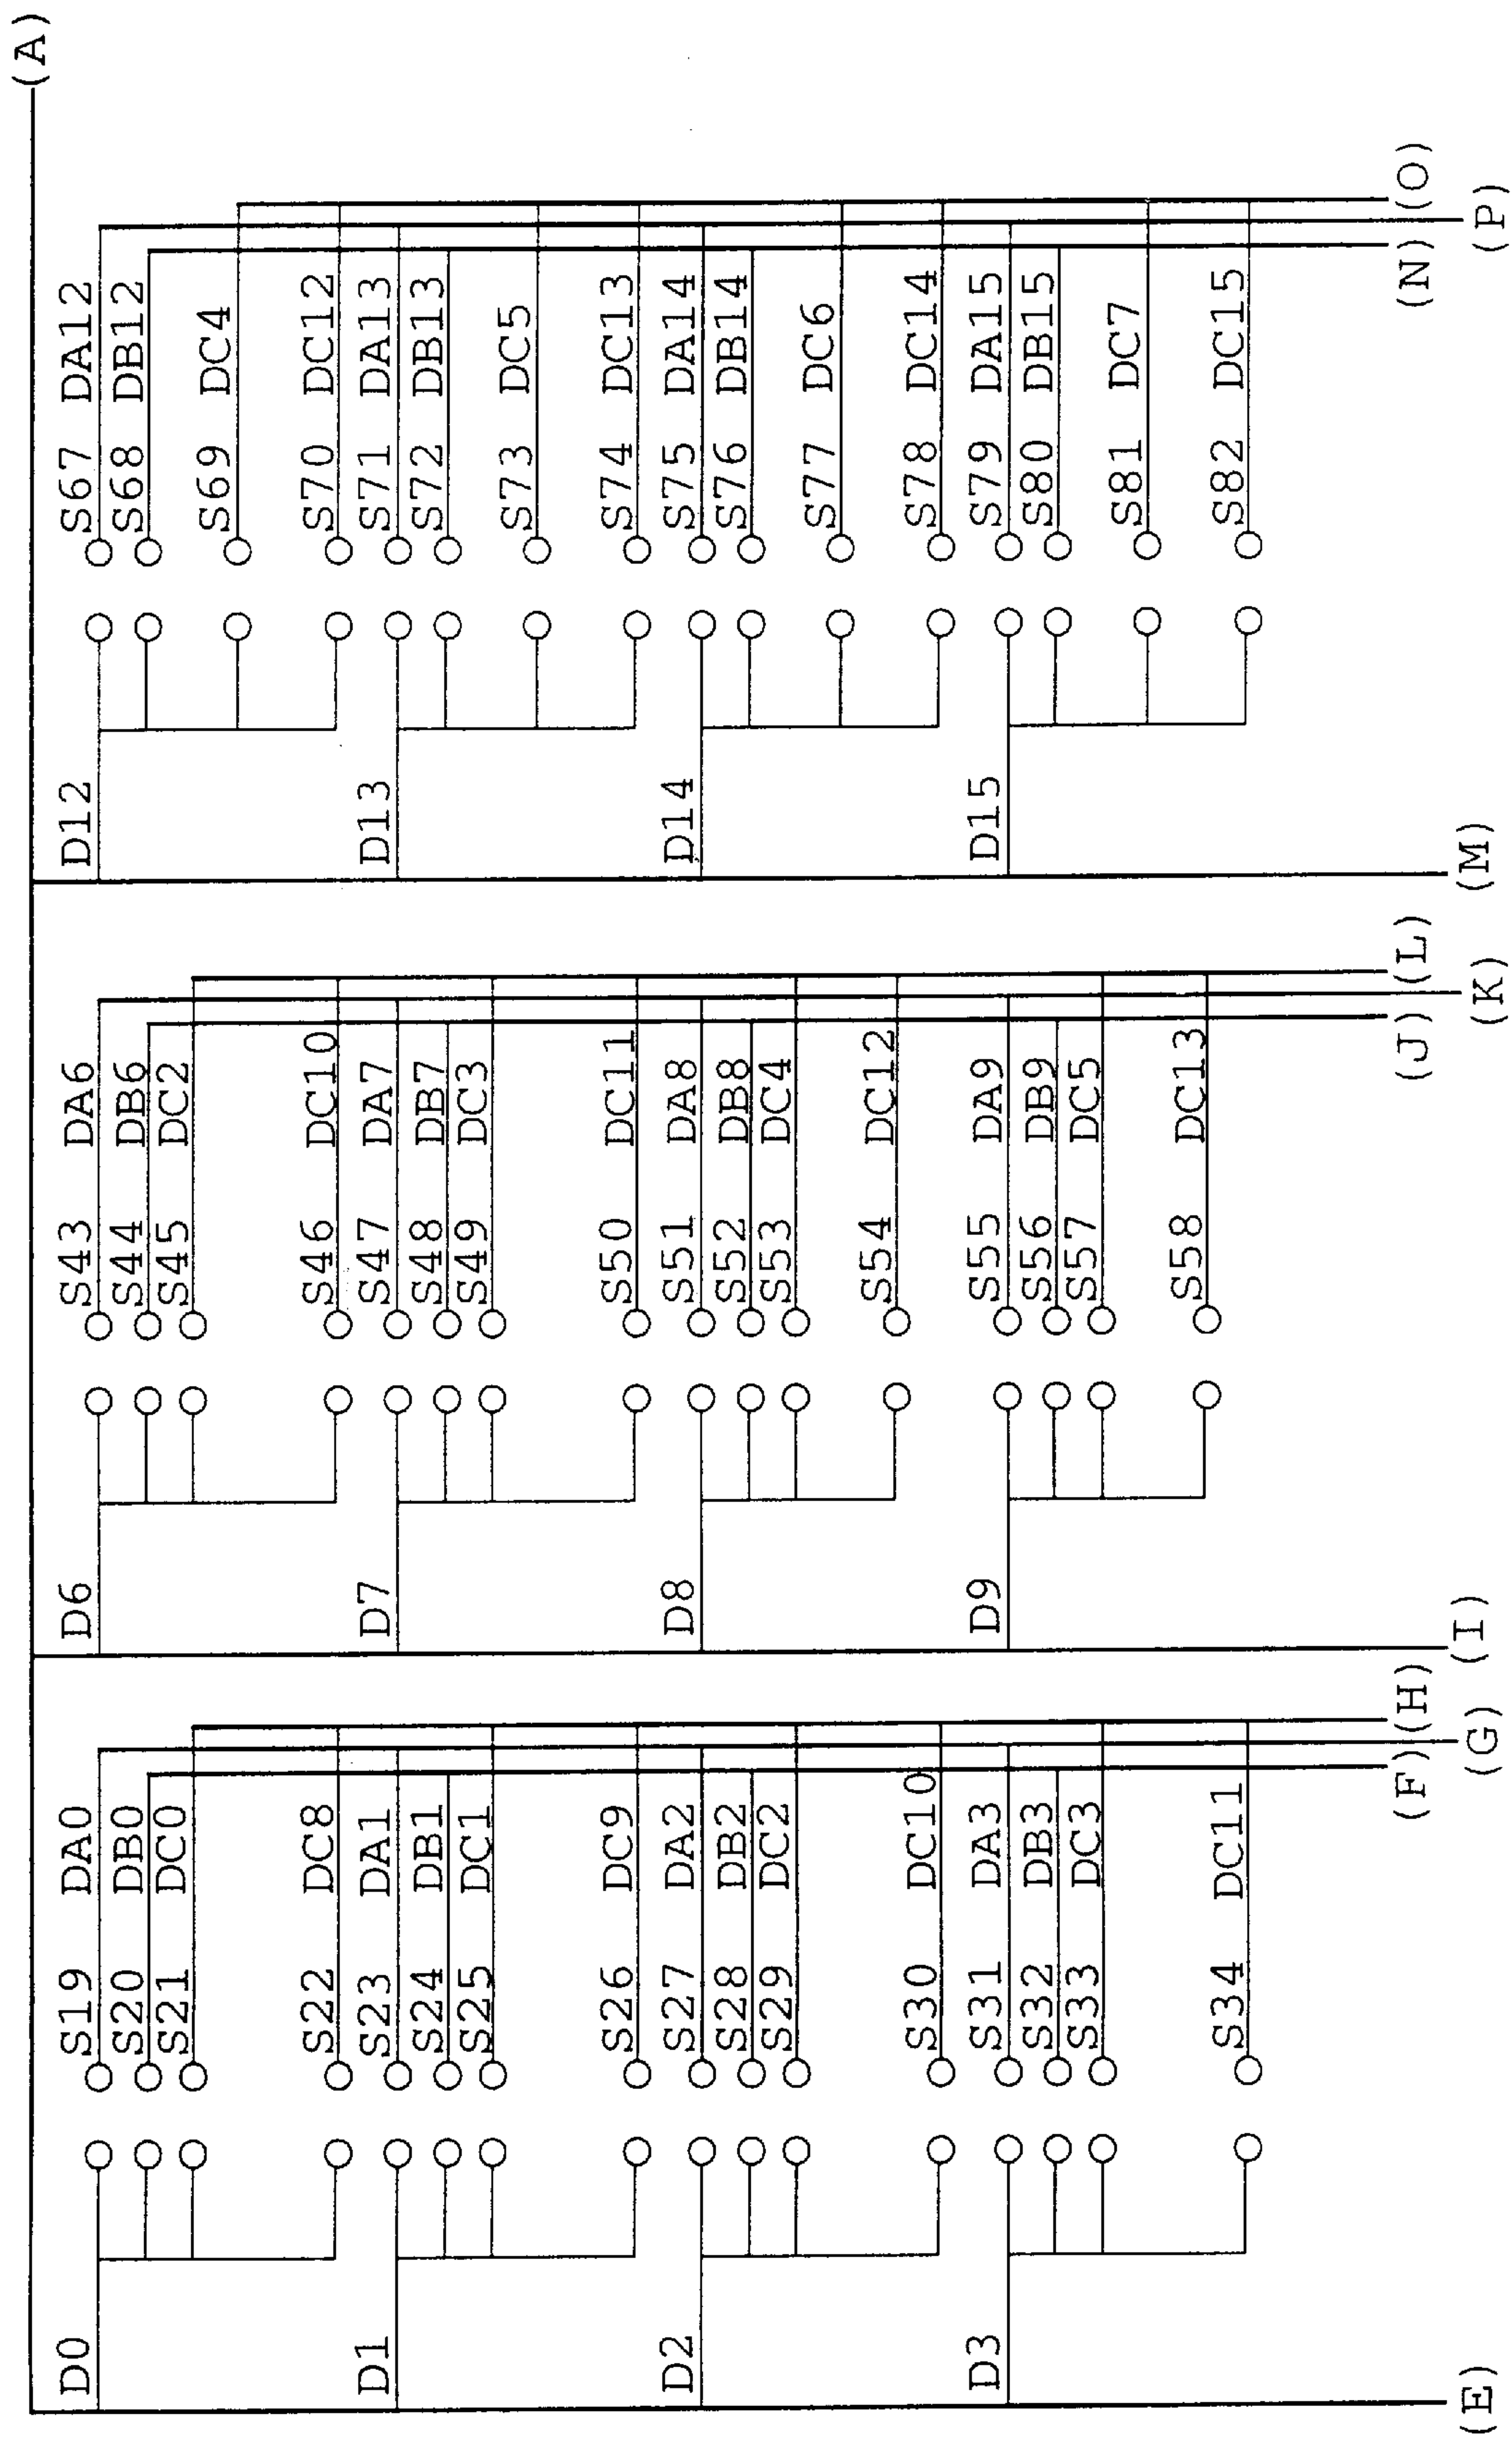 (A)
D0
S19 DA0
S20 DB0
S21 DC0
S22 DC8
D1
S23 DA1
S24 DB1
S25 DC1
S26 DC9
D2
S27 DA2
S28 DB2
S29 DC2
S30 DC10
D3
S31 DA3
S32 DB3
S33 DC3
S34 DC11
(E)
(F)
(G)
(H)
D6
S43 DA6
S44 DB6
S45 DC2
S46 DC10
D7
S47 DA7
S48 DB7
S49 DC3
S50 DC11
D8
S51 DA8
S52 DB8
S53 DC4
S54 DC12
D9
S55 DA9
S56 DB9
S57 DC5
S58 DC13
(I)
(J)
(K)
(L)
D12
S67 DA12
S68 DB12
S69 DC4
S70 DC12
D13
S71 DA13
S72 DB13
S73 DC5
S74 DC13
D14
S75 DA14
S76 DB14
S77 DC6
S78 DC14
D15
S79 DA15
S80 DB15
S81 DC7
S82 DC15
(M)
(N)
(P)
(O)